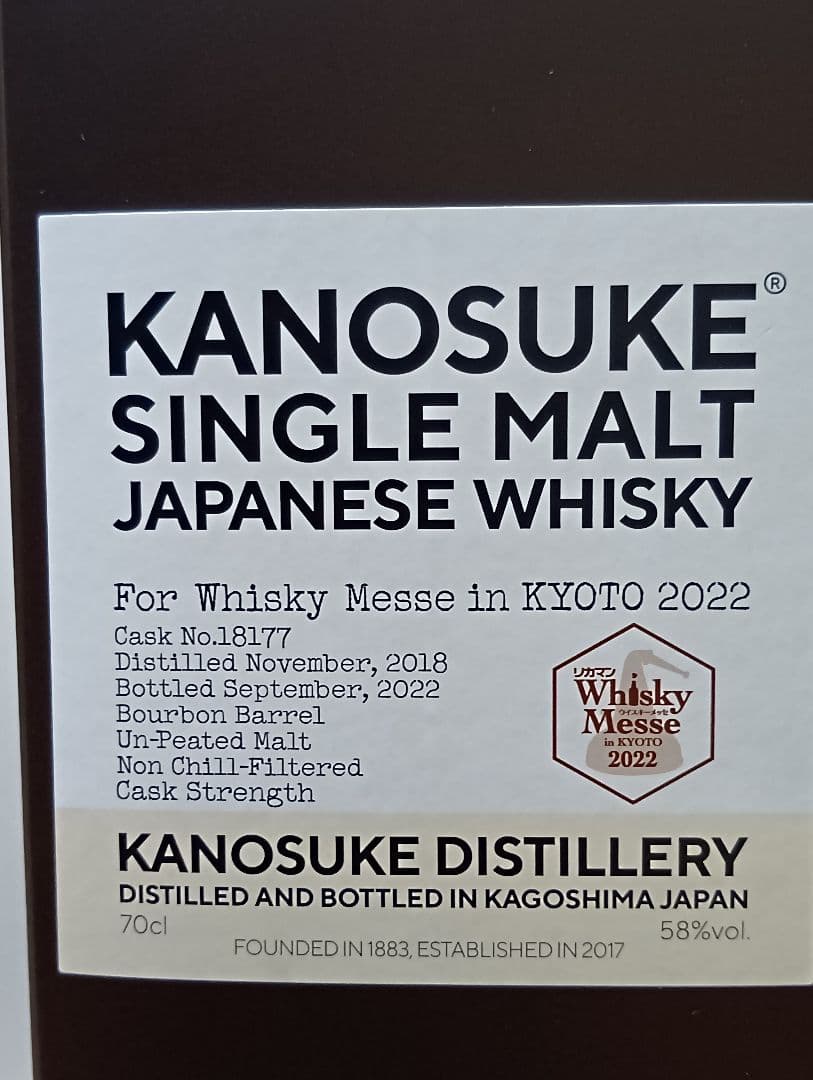 KANOSUKE®
SINGLE MALT
JAPANESE WHISKY
For Whisky Messe in KYOTO 2022
Cask No.18177
Distilled November, 2018
Bottled September, 2022
Bourbon Barrel
Un-Peated Malt
Non Chill-Filtered
Cask Strength
リカマン
Whisky
ウイスキーメッセ
Messe
in KYOTO
2022
KANOSUKE DISTILLERY
DISTILLED AND BOTTLED IN KAGOSHIMA JAPAN
70cl
58%vol.
FOUNDED IN 1883, ESTABLISHED IN 2017